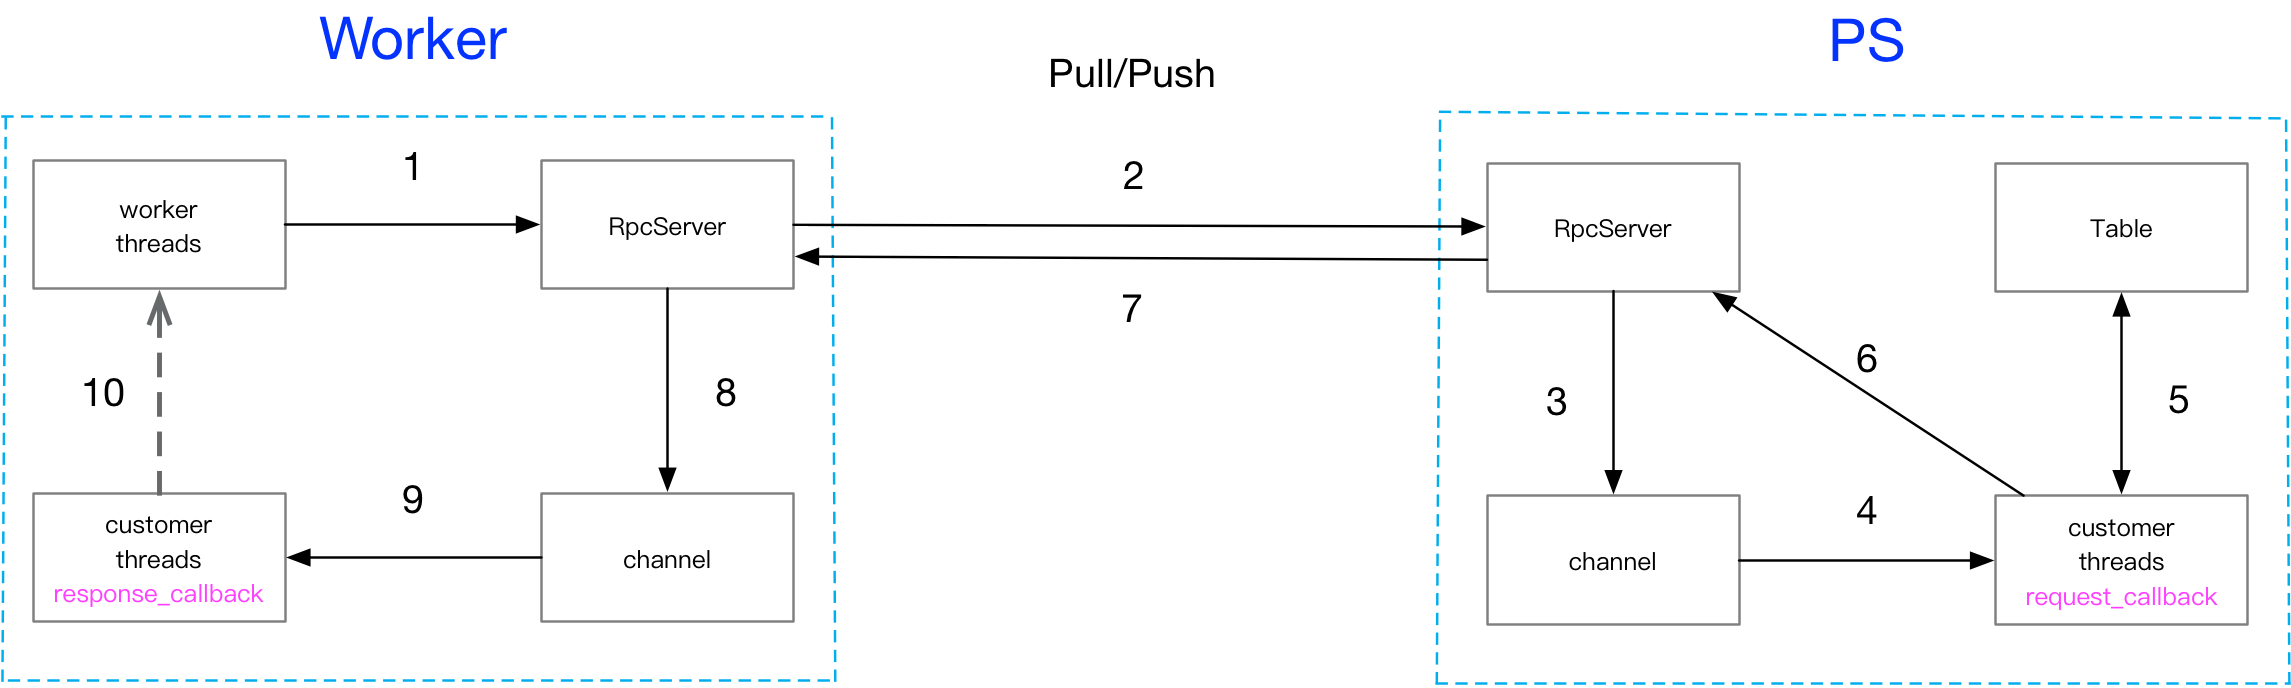 Worker
Pull/Push
PS
1
2
worker
threads
RpcServer
RpcServer
Table
7
10
8
3
6
5
9
4
customer
threads
response_callback
channel
channel
customer
threads
request_callback